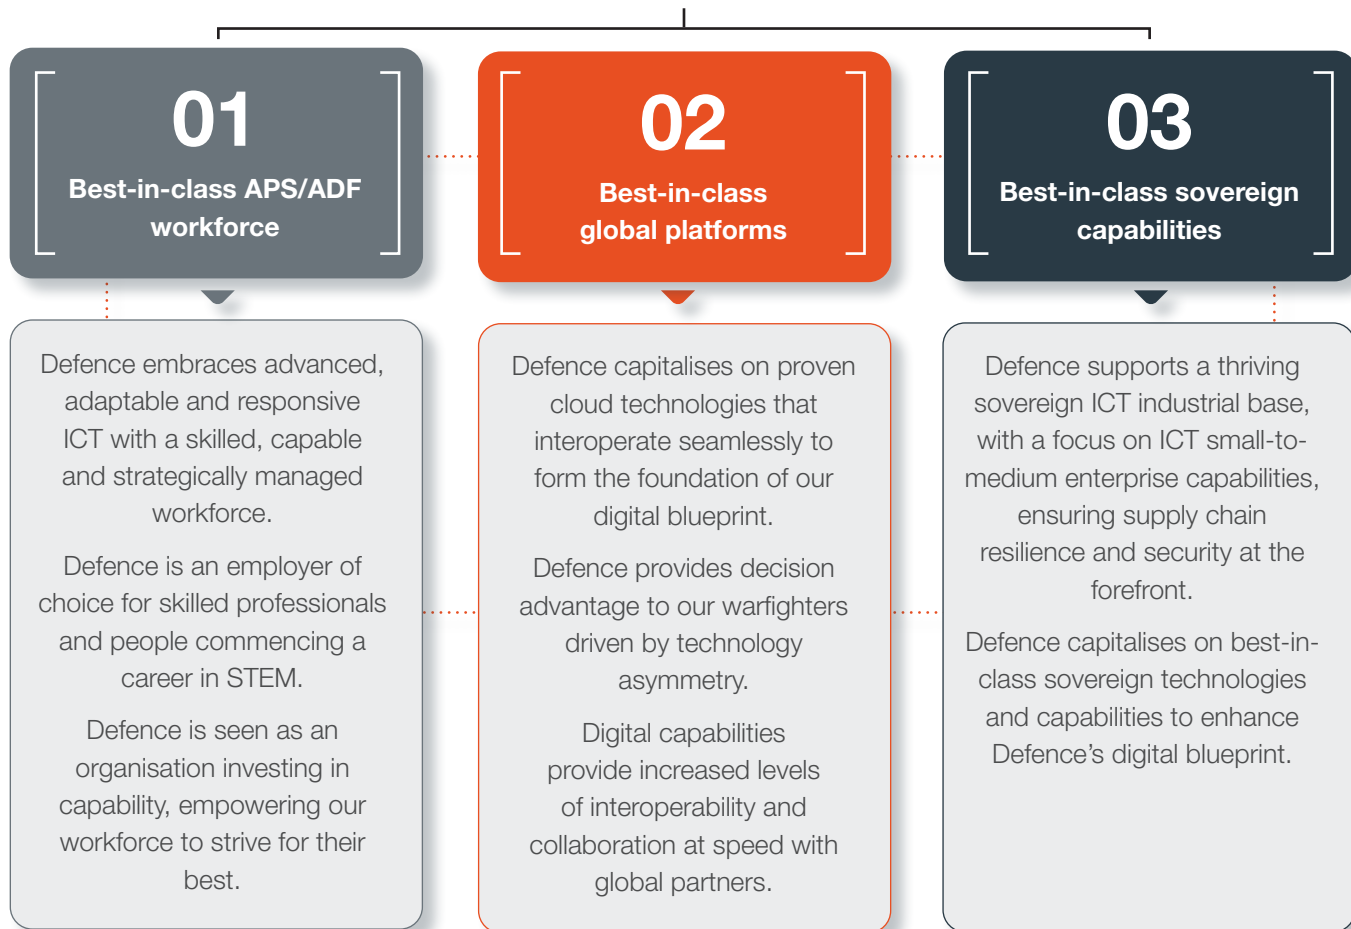 01
Best-in-class APS/ADF
workforce
Defence embraces advanced,
adaptable and responsive
ICT with a skilled, capable
and strategically managed
workforce.
Defence is an employer of
choice for skilled professionals
and people commencing a
career in STEM.
Defence is seen as an
organisation investing in
capability, empowering our
workforce to strive for their
best.
02
Best-in-class
global platforms
Defence capitalises on proven
cloud technologies that
interoperate seamlessly to
form the foundation of our
digital blueprint.
Defence provides decision
advantage to our warfighters
driven by technology
asymmetry.
Digital capabilities
provide increased levels
of interoperability and
collaboration at speed with
global partners.
03
Best-in-class sovereign
capabilities
Defence supports a thriving
sovereign ICT industrial base,
with a focus on ICT small-to-
medium enterprise capabilities,
ensuring supply chain
resilience and security at the
forefront.
Defence capitalises on best-in-
class sovereign technologies
and capabilities to enhance
Defence’s digital blueprint.